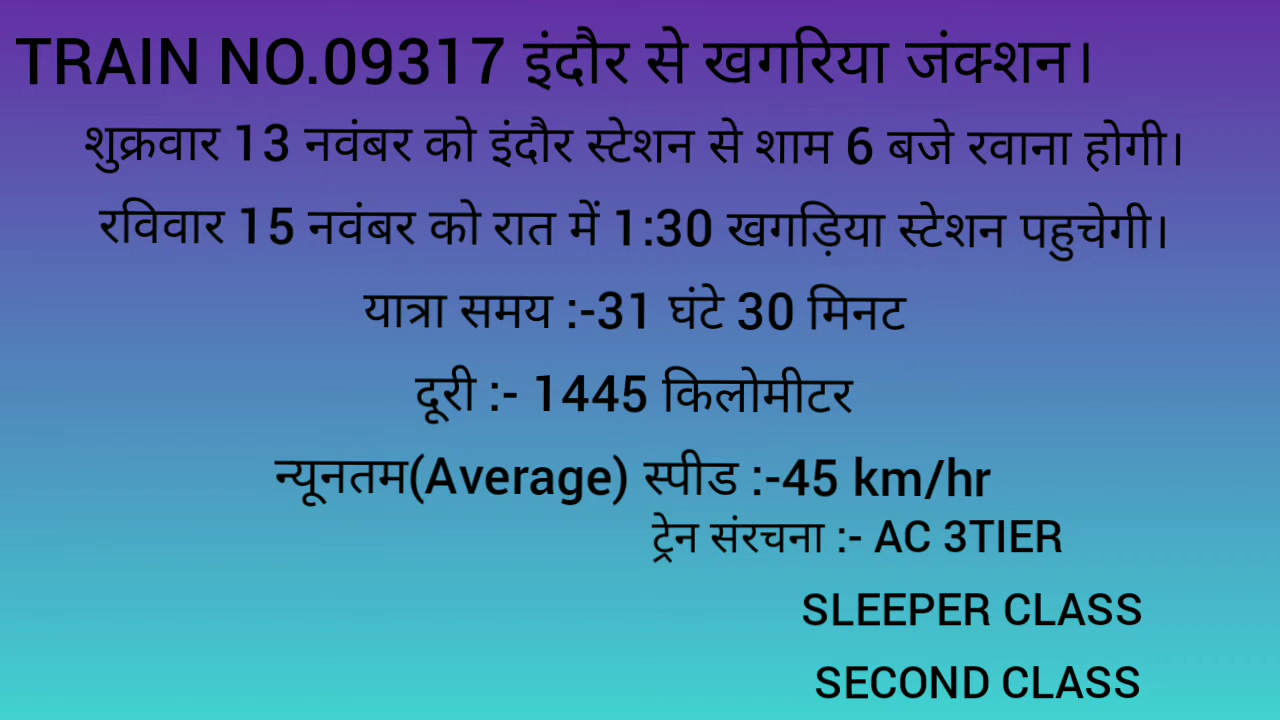 TRAIN NO.09317 इंदौर से खगरिया जंक्शन।
शुक्रवार 13 नवंबर को इंदौर स्टेशन से शाम 6 बजे रवाना होगी।
रविवार 15 नवंबर को रात में 1:30 खगड़िया स्टेशन पहुचेगी।
यात्रा समय :-31 घंटे 30 मिनट
दूरी :- 1445 किलोमीटर
न्यूनतम(Average) स्पीड :-45 km/hr
ट्रेन संरचना :- AC 3TIER
SLEEPER CLASS
SECOND CLASS